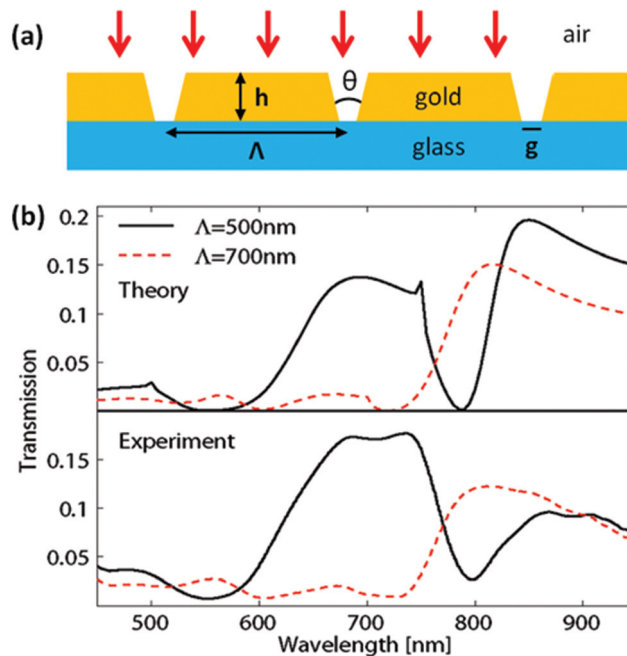 (a)
air
θ
h
gold
Λ
glass
g
(b)
0.2
Λ=500nm
Λ=700nm
0.15
Theory
0.1
0.05
Transmission
Experiment
0.15
0.1
0.05
500 600 700 800 900
Wavelength [nm]